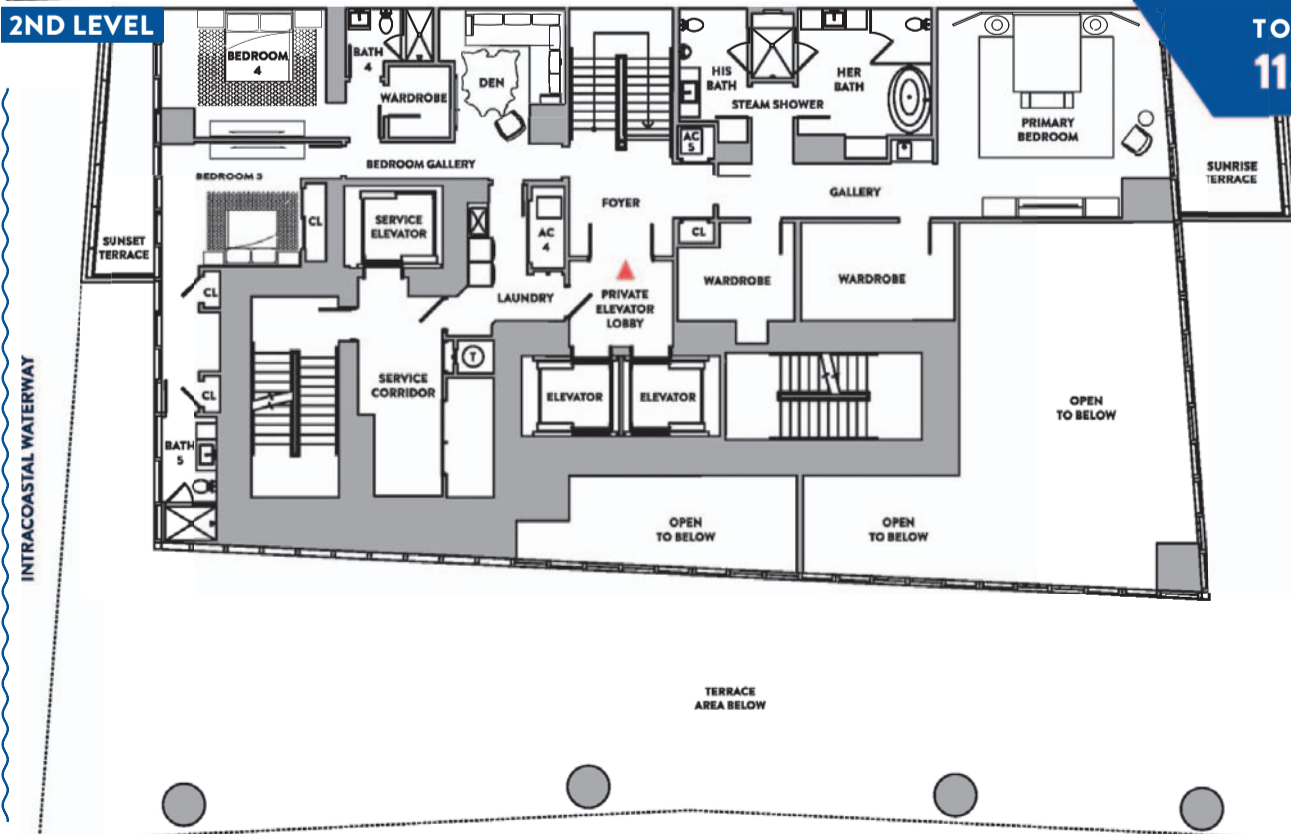 2ND LEVEL
TO
11
BEDROOM
4
BATH
4
WARDROBE
DEN
HIS
BATH
HER
BATH
STEAM SHOWER
PRIMARY
BEDROOM
AC
5
BEDROOM GALLERY
BEDROOM 3
SUNRISE
TERRACE
GALLERY
FOYER
CL
SERVICE
ELEVATOR
AC
4
CL
SUNSET
TERRACE
WARDROBE
WARDROBE
CL
LAUNDRY
PRIVATE
ELEVATOR
LOBBY
T
SERVICE
CORRIDOR
CL
ELEVATOR
ELEVATOR
OPEN
TO BELOW
BATH
5
INTRACOASTAL WATERWAY
OPEN
TO BELOW
OPEN
TO BELOW
TERRACE
AREA BELOW